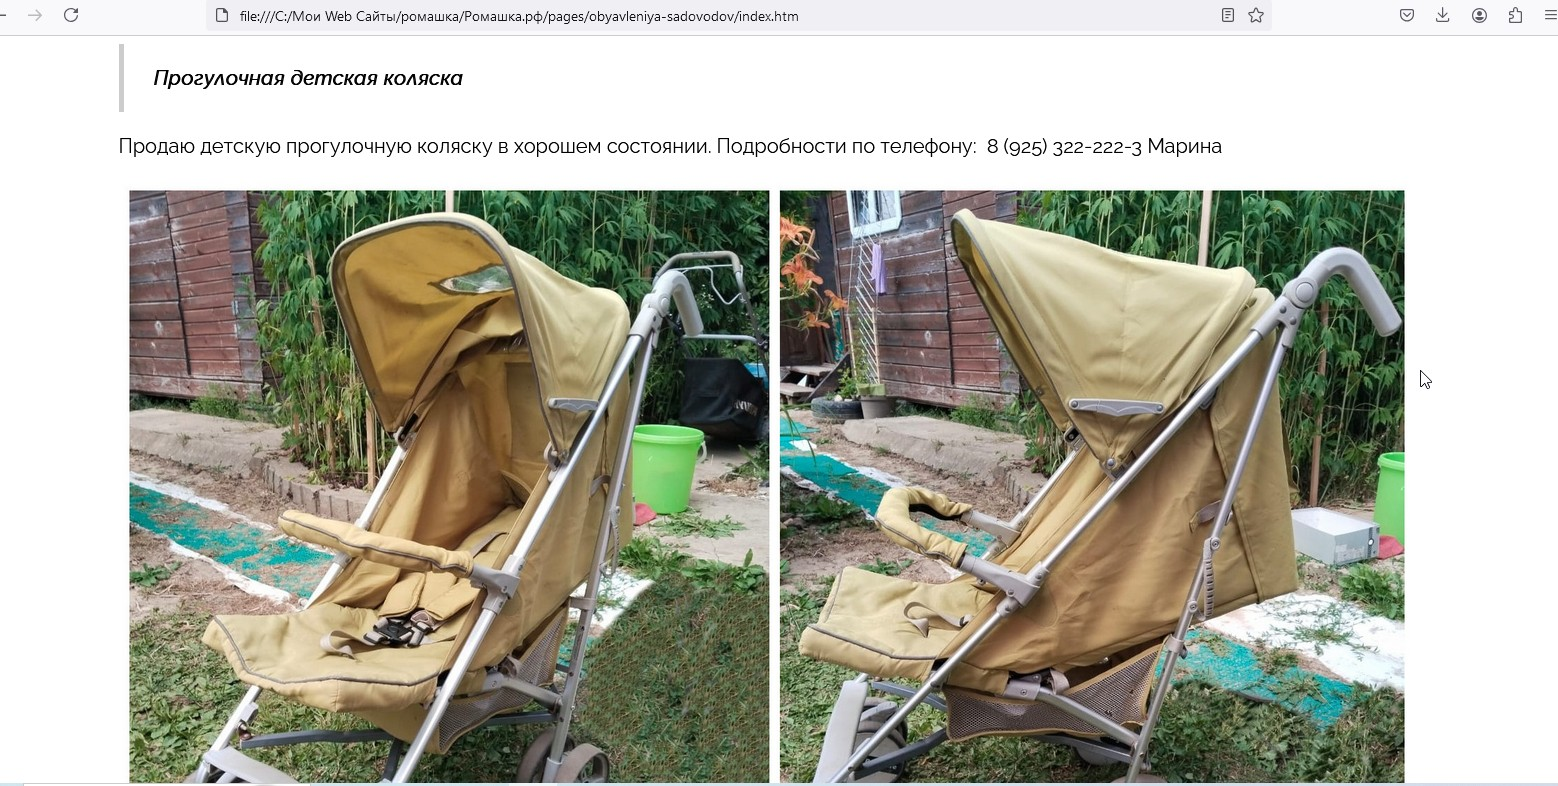 file:///C:/Мои Web Сайты/ромашка/Ромашка.рф/pages/obyavleniya-sadovodov/index.htm
Прогулочная детская коляска
Продаю детскую прогулочную коляску в хорошем состоянии. Подробности по телефону: 8 (925) 322-222-3 Марина